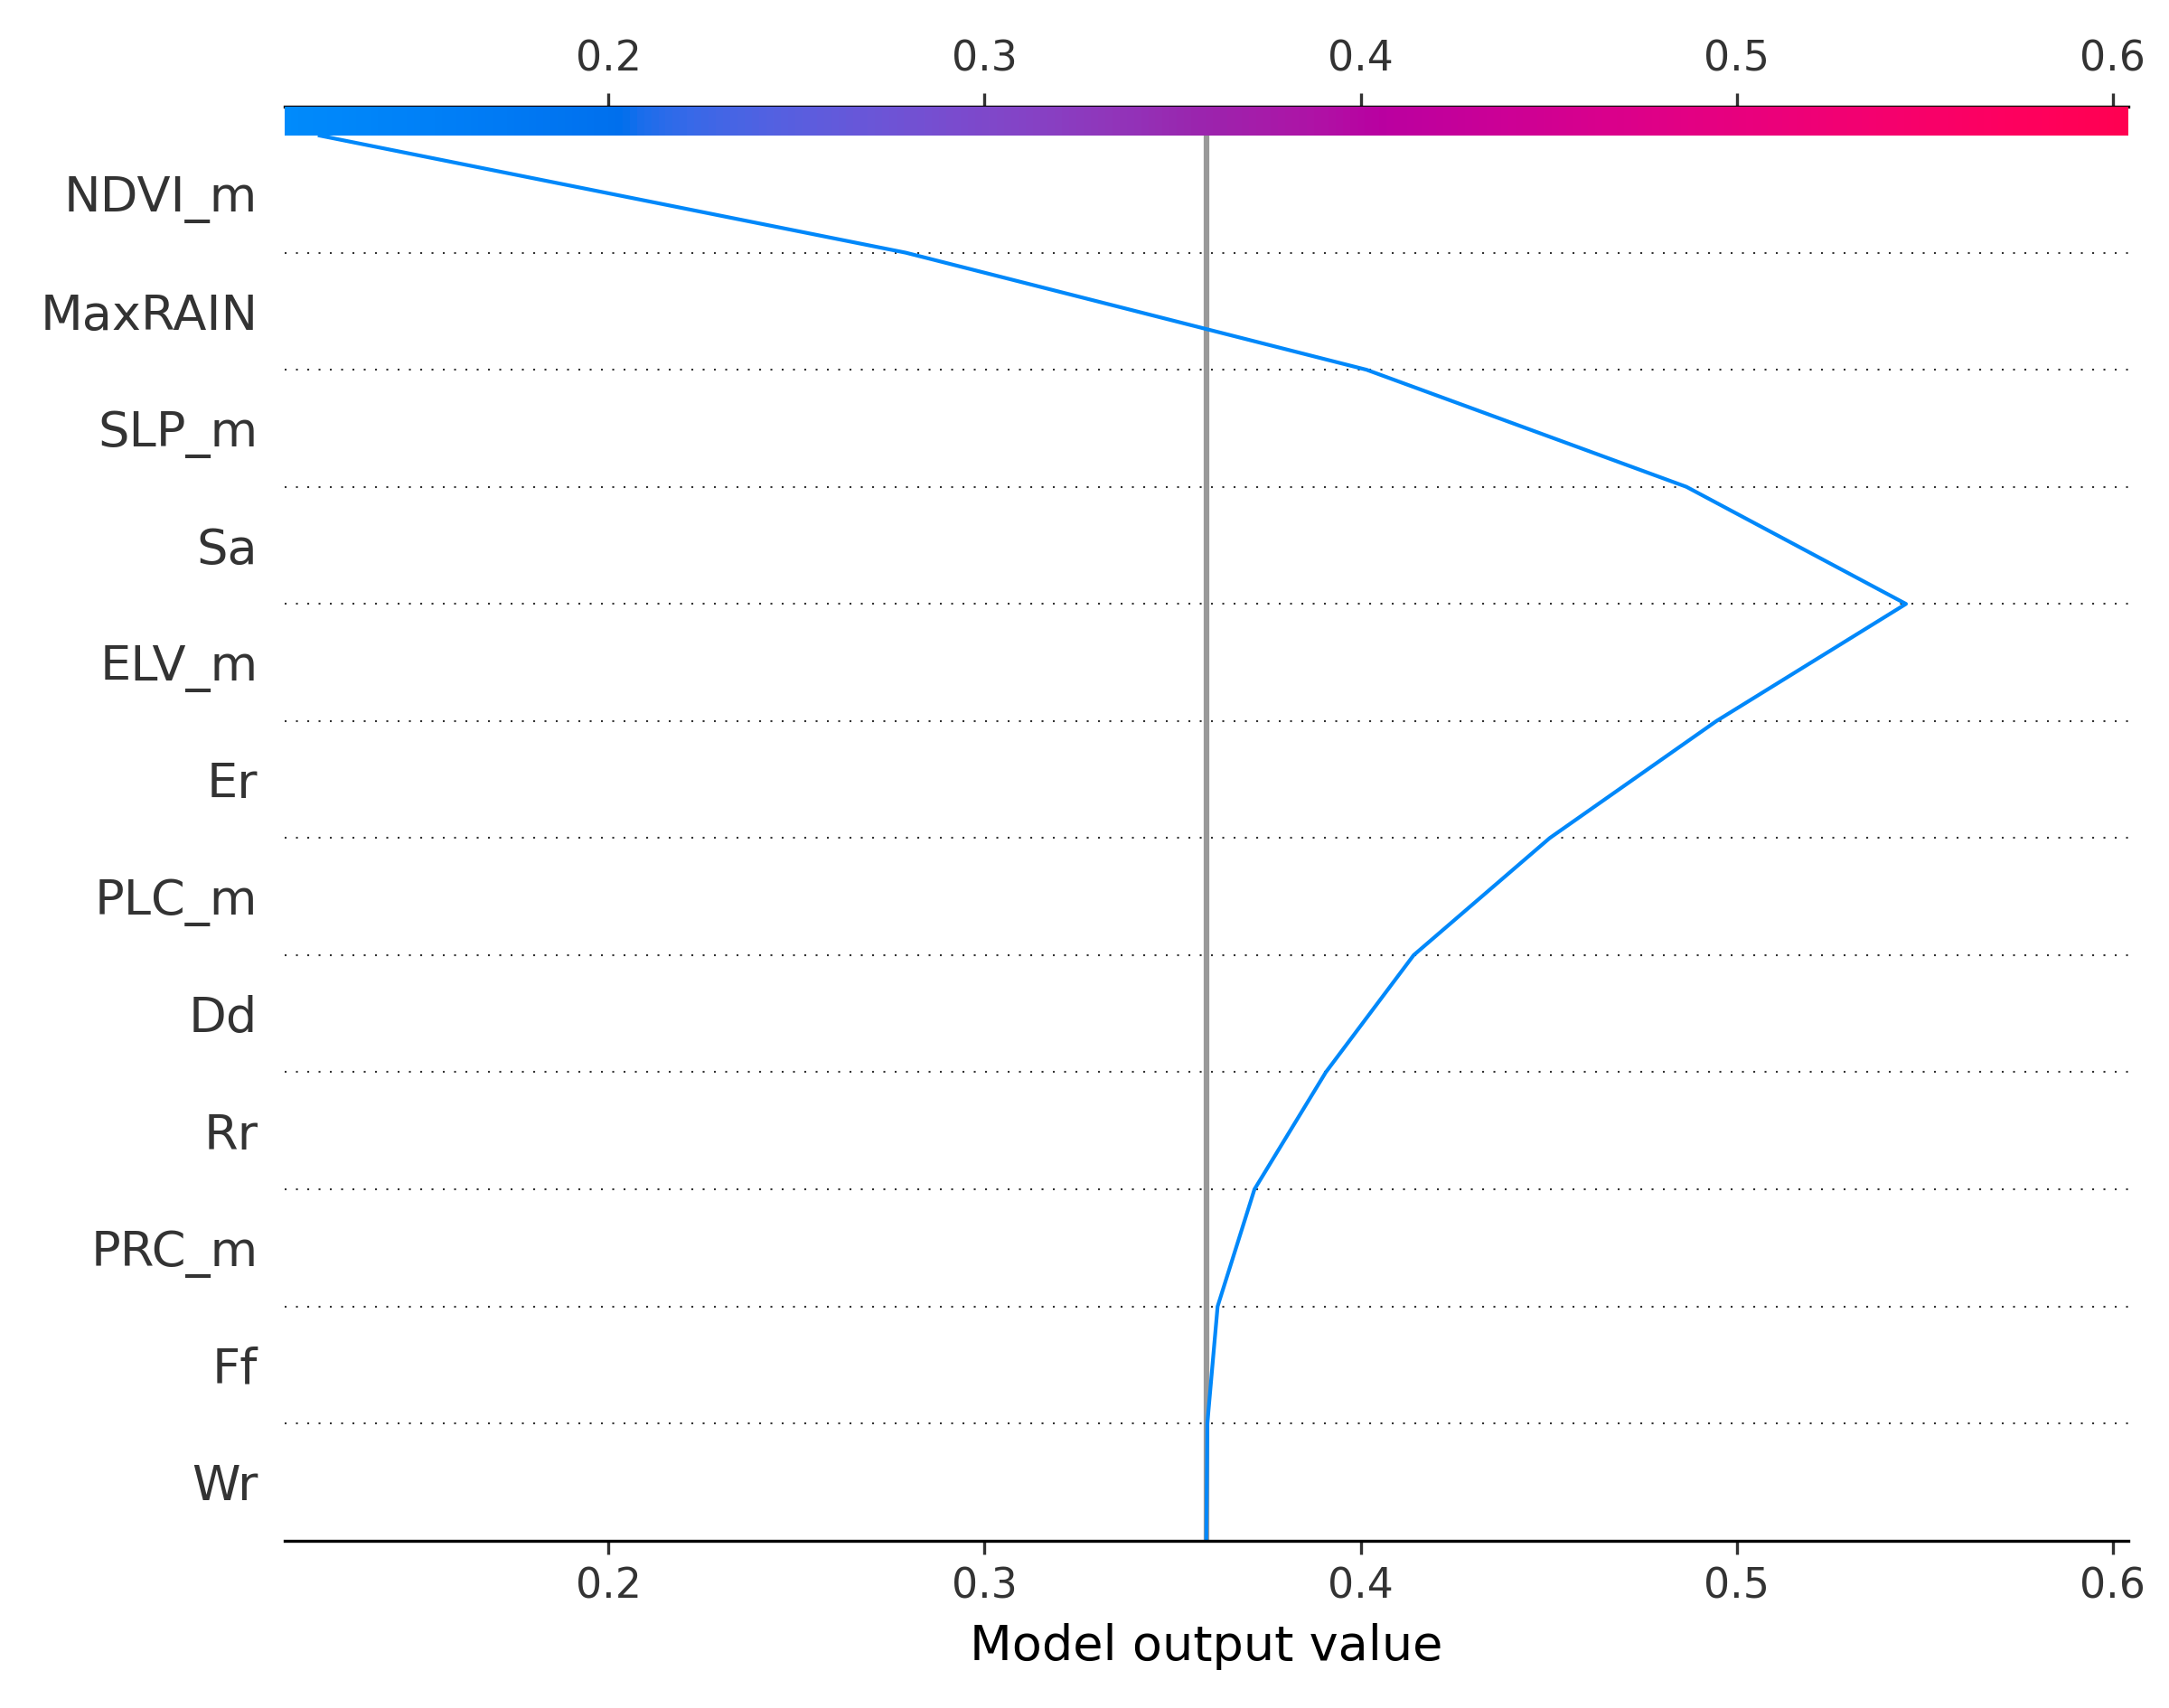 0.2 0.3 0.4 0.5 0.6
NDVI_m
MaxRAIN
SLP_m
Sa
ELV_m
Er
PLC_m
Dd
Rr
PRC_m
Ff
Wr
0.2 0.3 0.4 0.5 0.6
Model output value